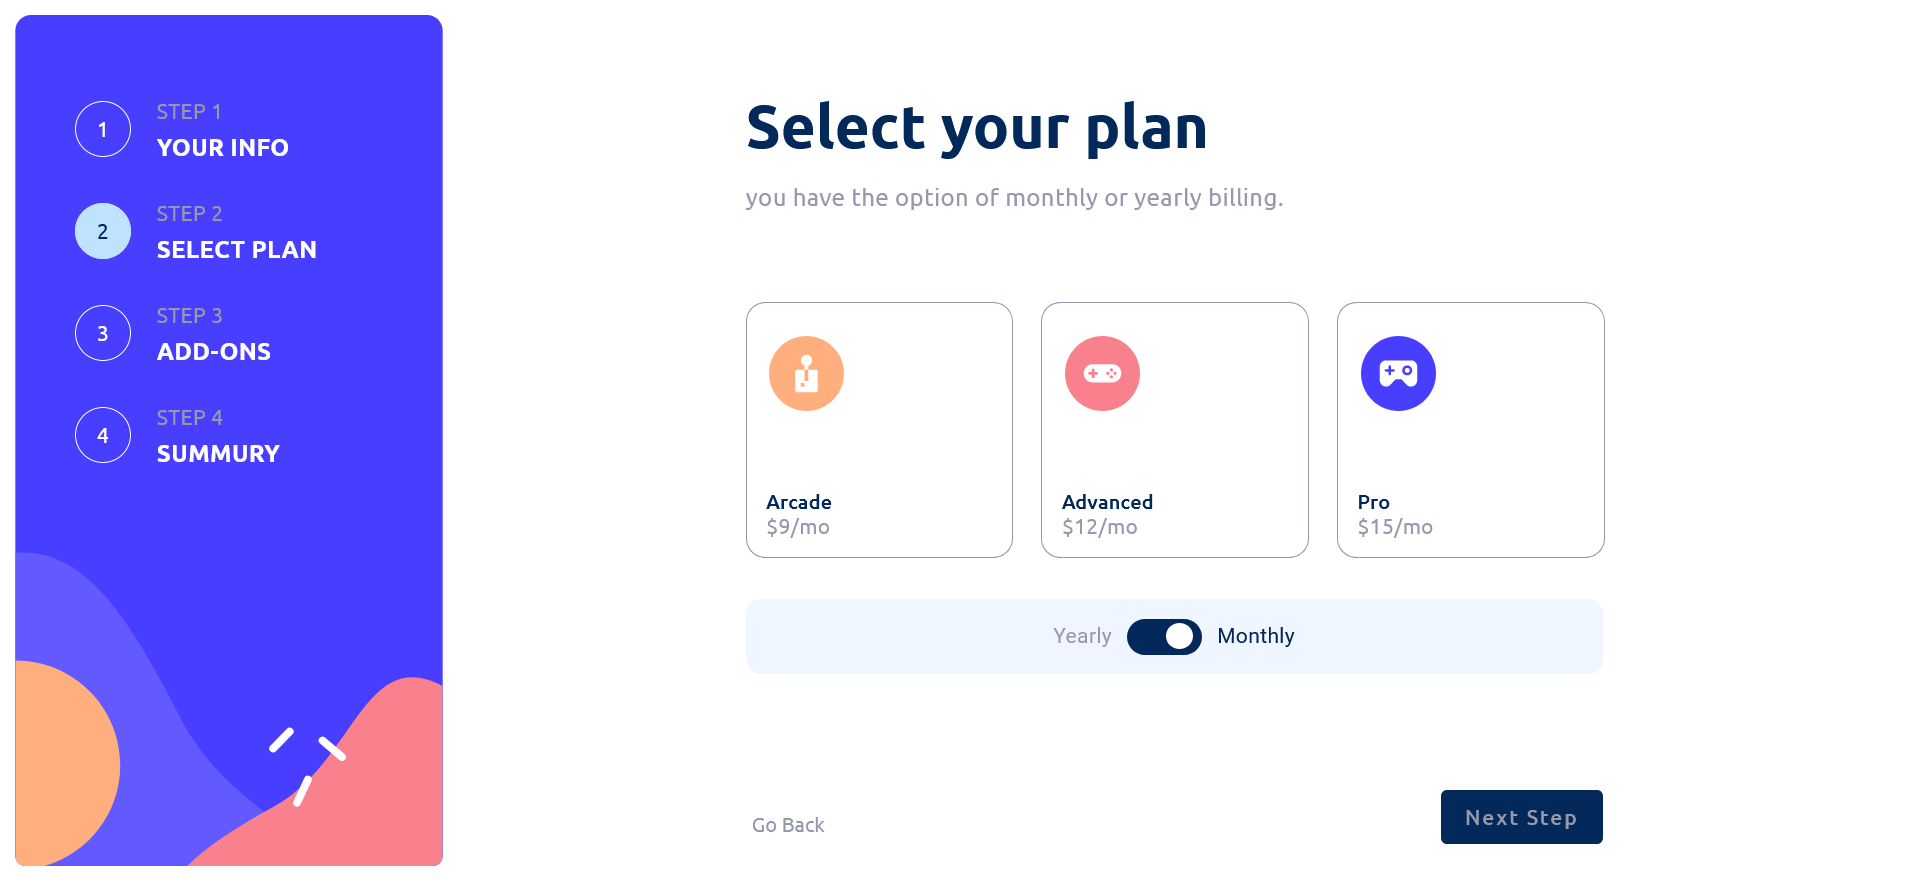 1
STEP 1
YOUR INFO
2
STEP 2
SELECT PLAN
3
STEP 3
ADD-ONS
4
STEP 4
SUMMURY
Select your plan
you have the option of monthly or yearly billing.
Arcade
$9/mo
Advanced
$12/mo
Pro
$15/mo
Yearly
Monthly
Go Back
Next Step